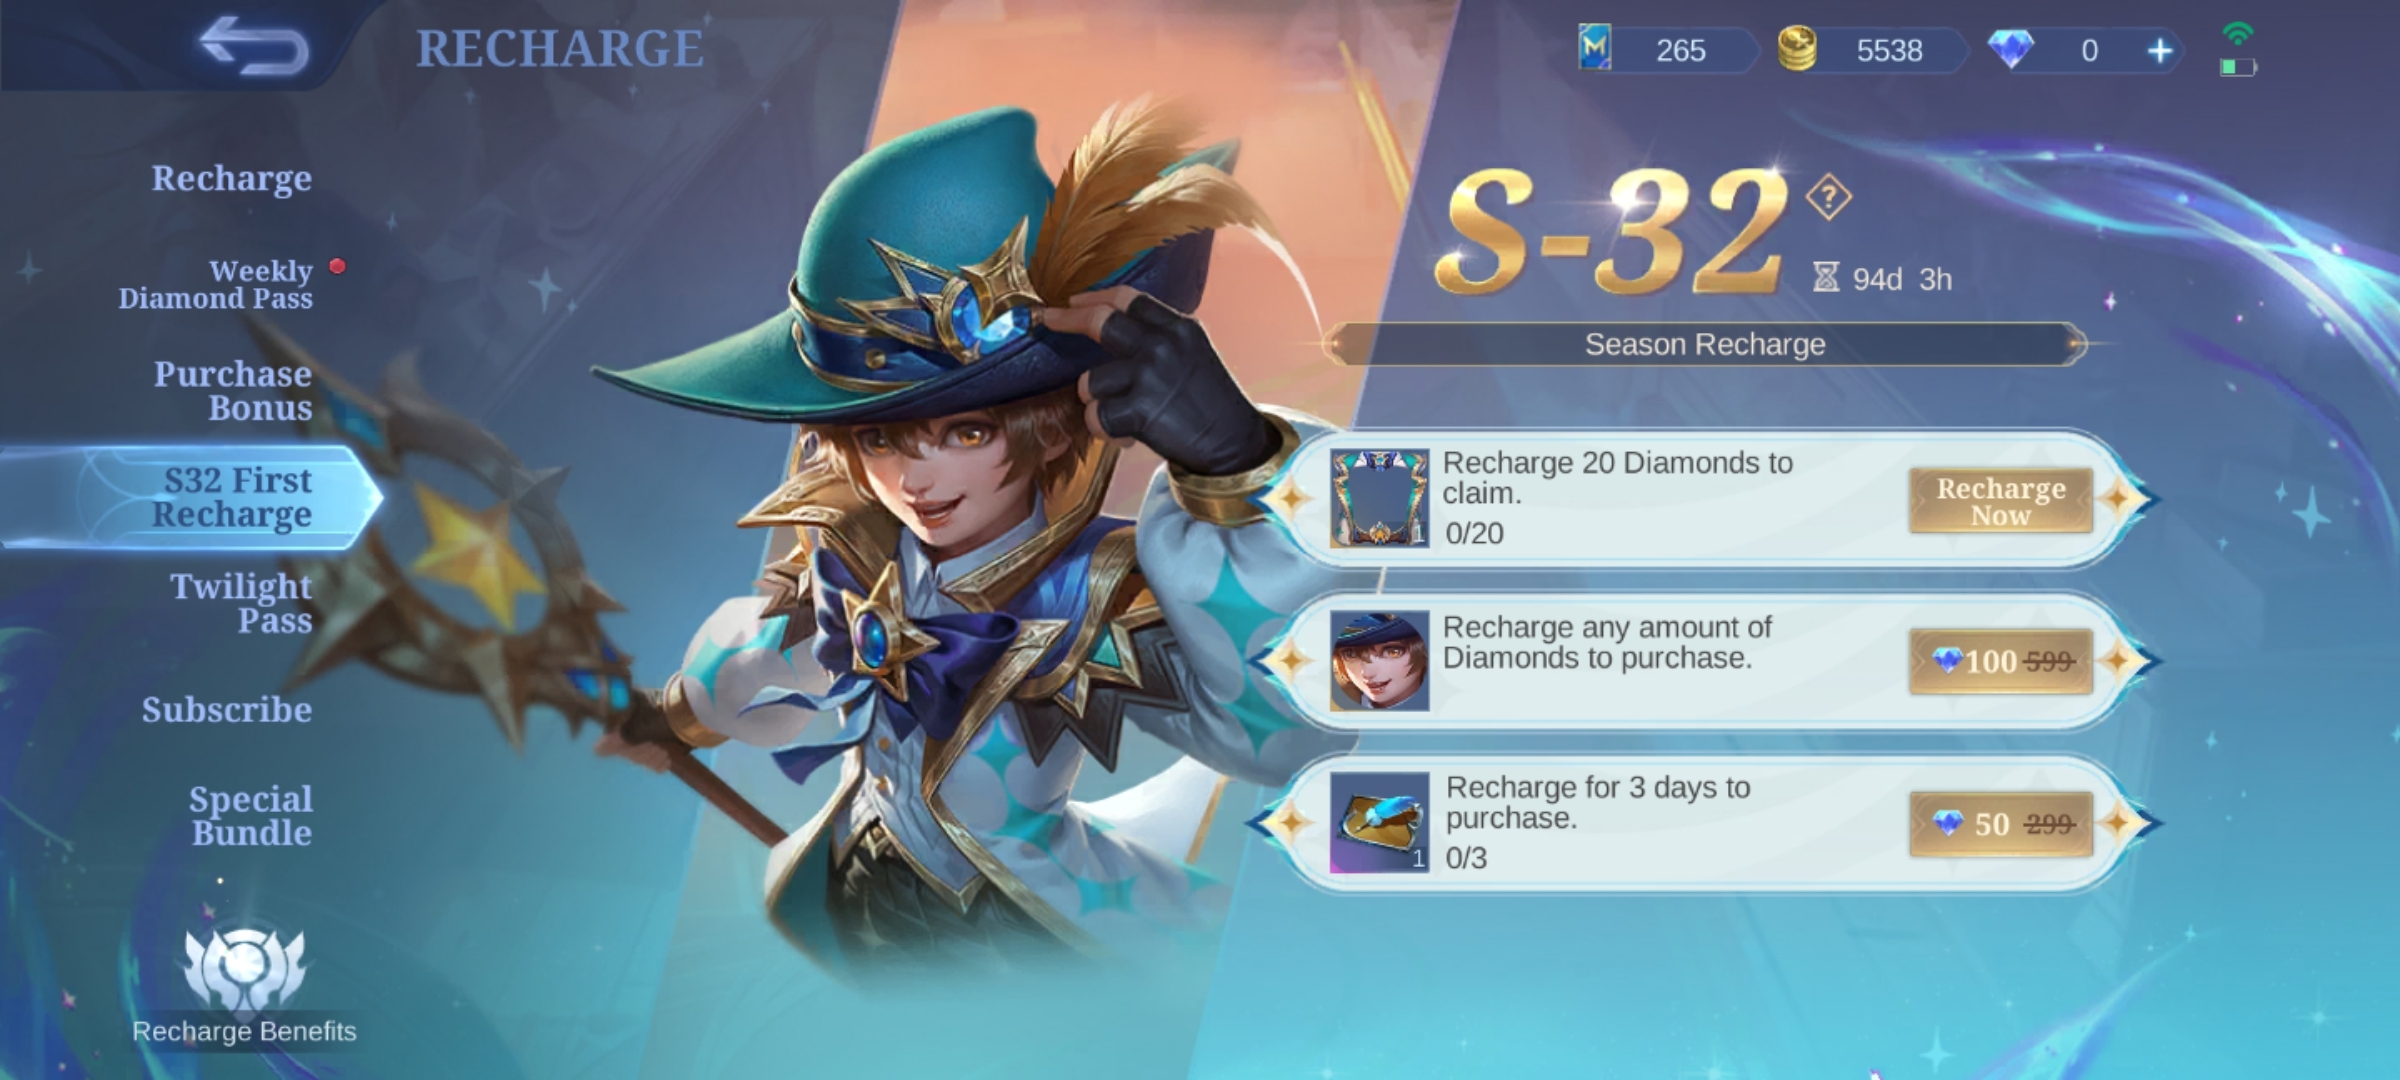 RECHARGE
265
5538
0
Recharge
Weekly
Diamond Pass
Purchase
Bonus
S32 First
Recharge
Twilight
Pass
Subscribe
Special
Bundle
Recharge Benefits
S-32
?
94d 3h
Season Recharge
Recharge 20 Diamonds to
claim.
0/20
1
Recharge
Now
Recharge any amount of
Diamonds to purchase.
100 599
Recharge for 3 days to
purchase.
0/3
1
50 299